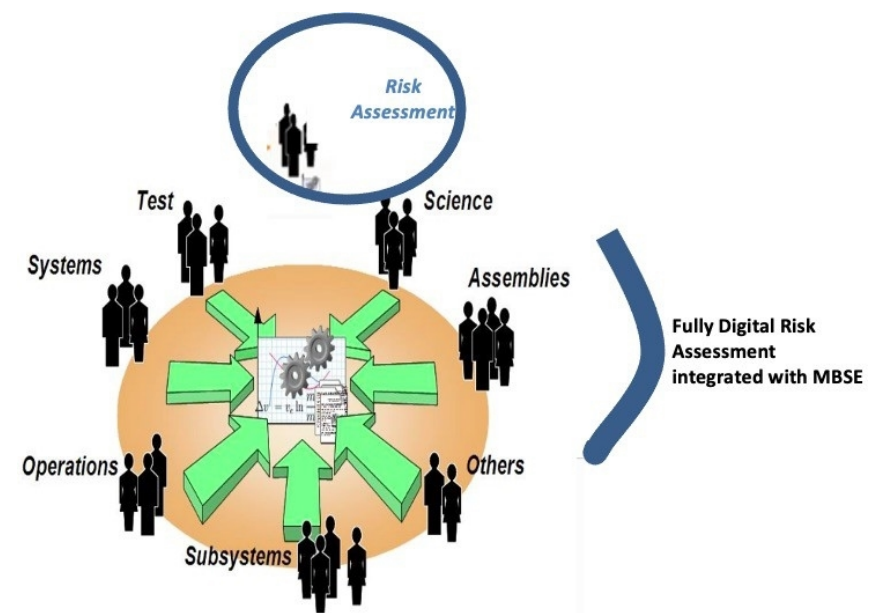 Risk
Assessment
Test
Science
Systems
Assemblies
Fully Digital Risk
Assessment
integrated with MBSE
Operations
Others
Subsystems